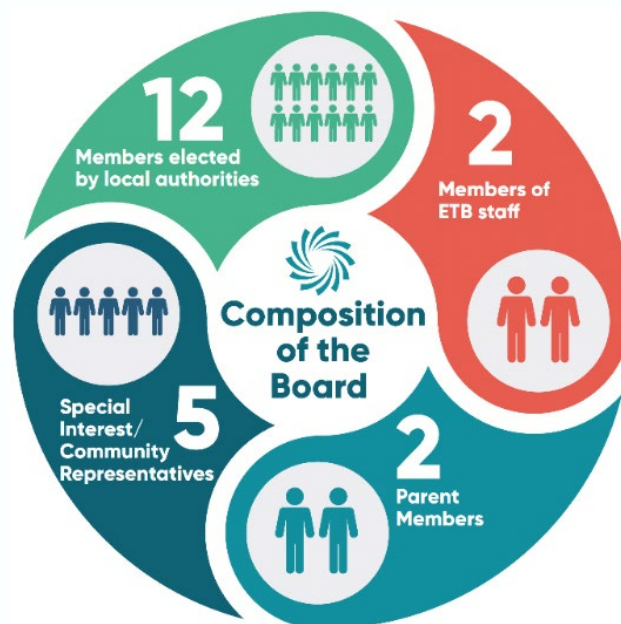 12
Members elected
by local authorities
2
Members of
ETB staff
Composition
of the
Board
Special
Interest/
Community
Representatives
5
2
Parent
Members